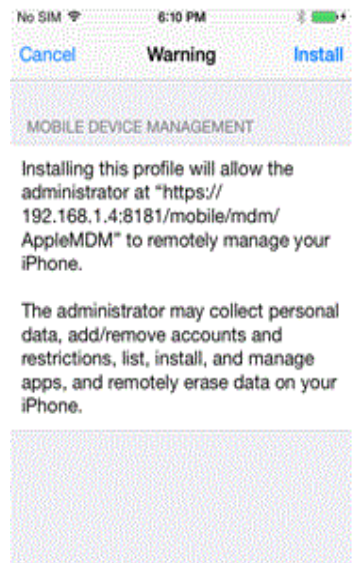 No SIM 6:10 PM
Cancel Warning Install
MOBILE DEVICE MANAGEMENT
Installing this profile will allow the
administrator at “https://
192.168.1.4:8181/mobile/mdm/
AppleMDM” to remotely manage your
iPhone.
The administrator may collect personal
data, add/remove accounts and
restrictions, list, install, and manage
apps, and remotely erase data on your
iPhone.